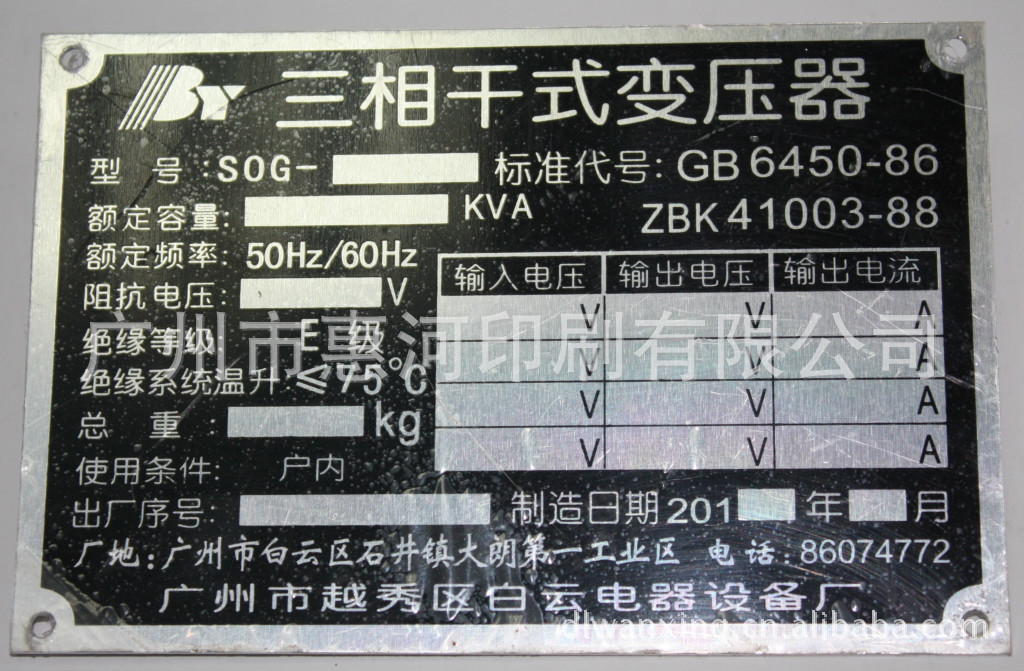 BY 三相干式变压器
型号:SOG- 标准代号:GB 6450-86
额定容量: KVA ZBK 41003-88
额定频率: 50Hz/60Hz
输入电压 输出电压 输出电流
阻抗电压: V
V V A
绝缘等级: E 级
V V A
绝缘系统温升≤75℃
V V A
总重: kg
V V A
使用条件: 户内
出厂序号: 制造日期 201 年 月
厂地:广州市白云区石井镇大朗第一工业区 电话:86074772
广州市越秀区白云电器设备厂
广州市惠河印刷有限公司
dlwanxing.cn.alibaba.com